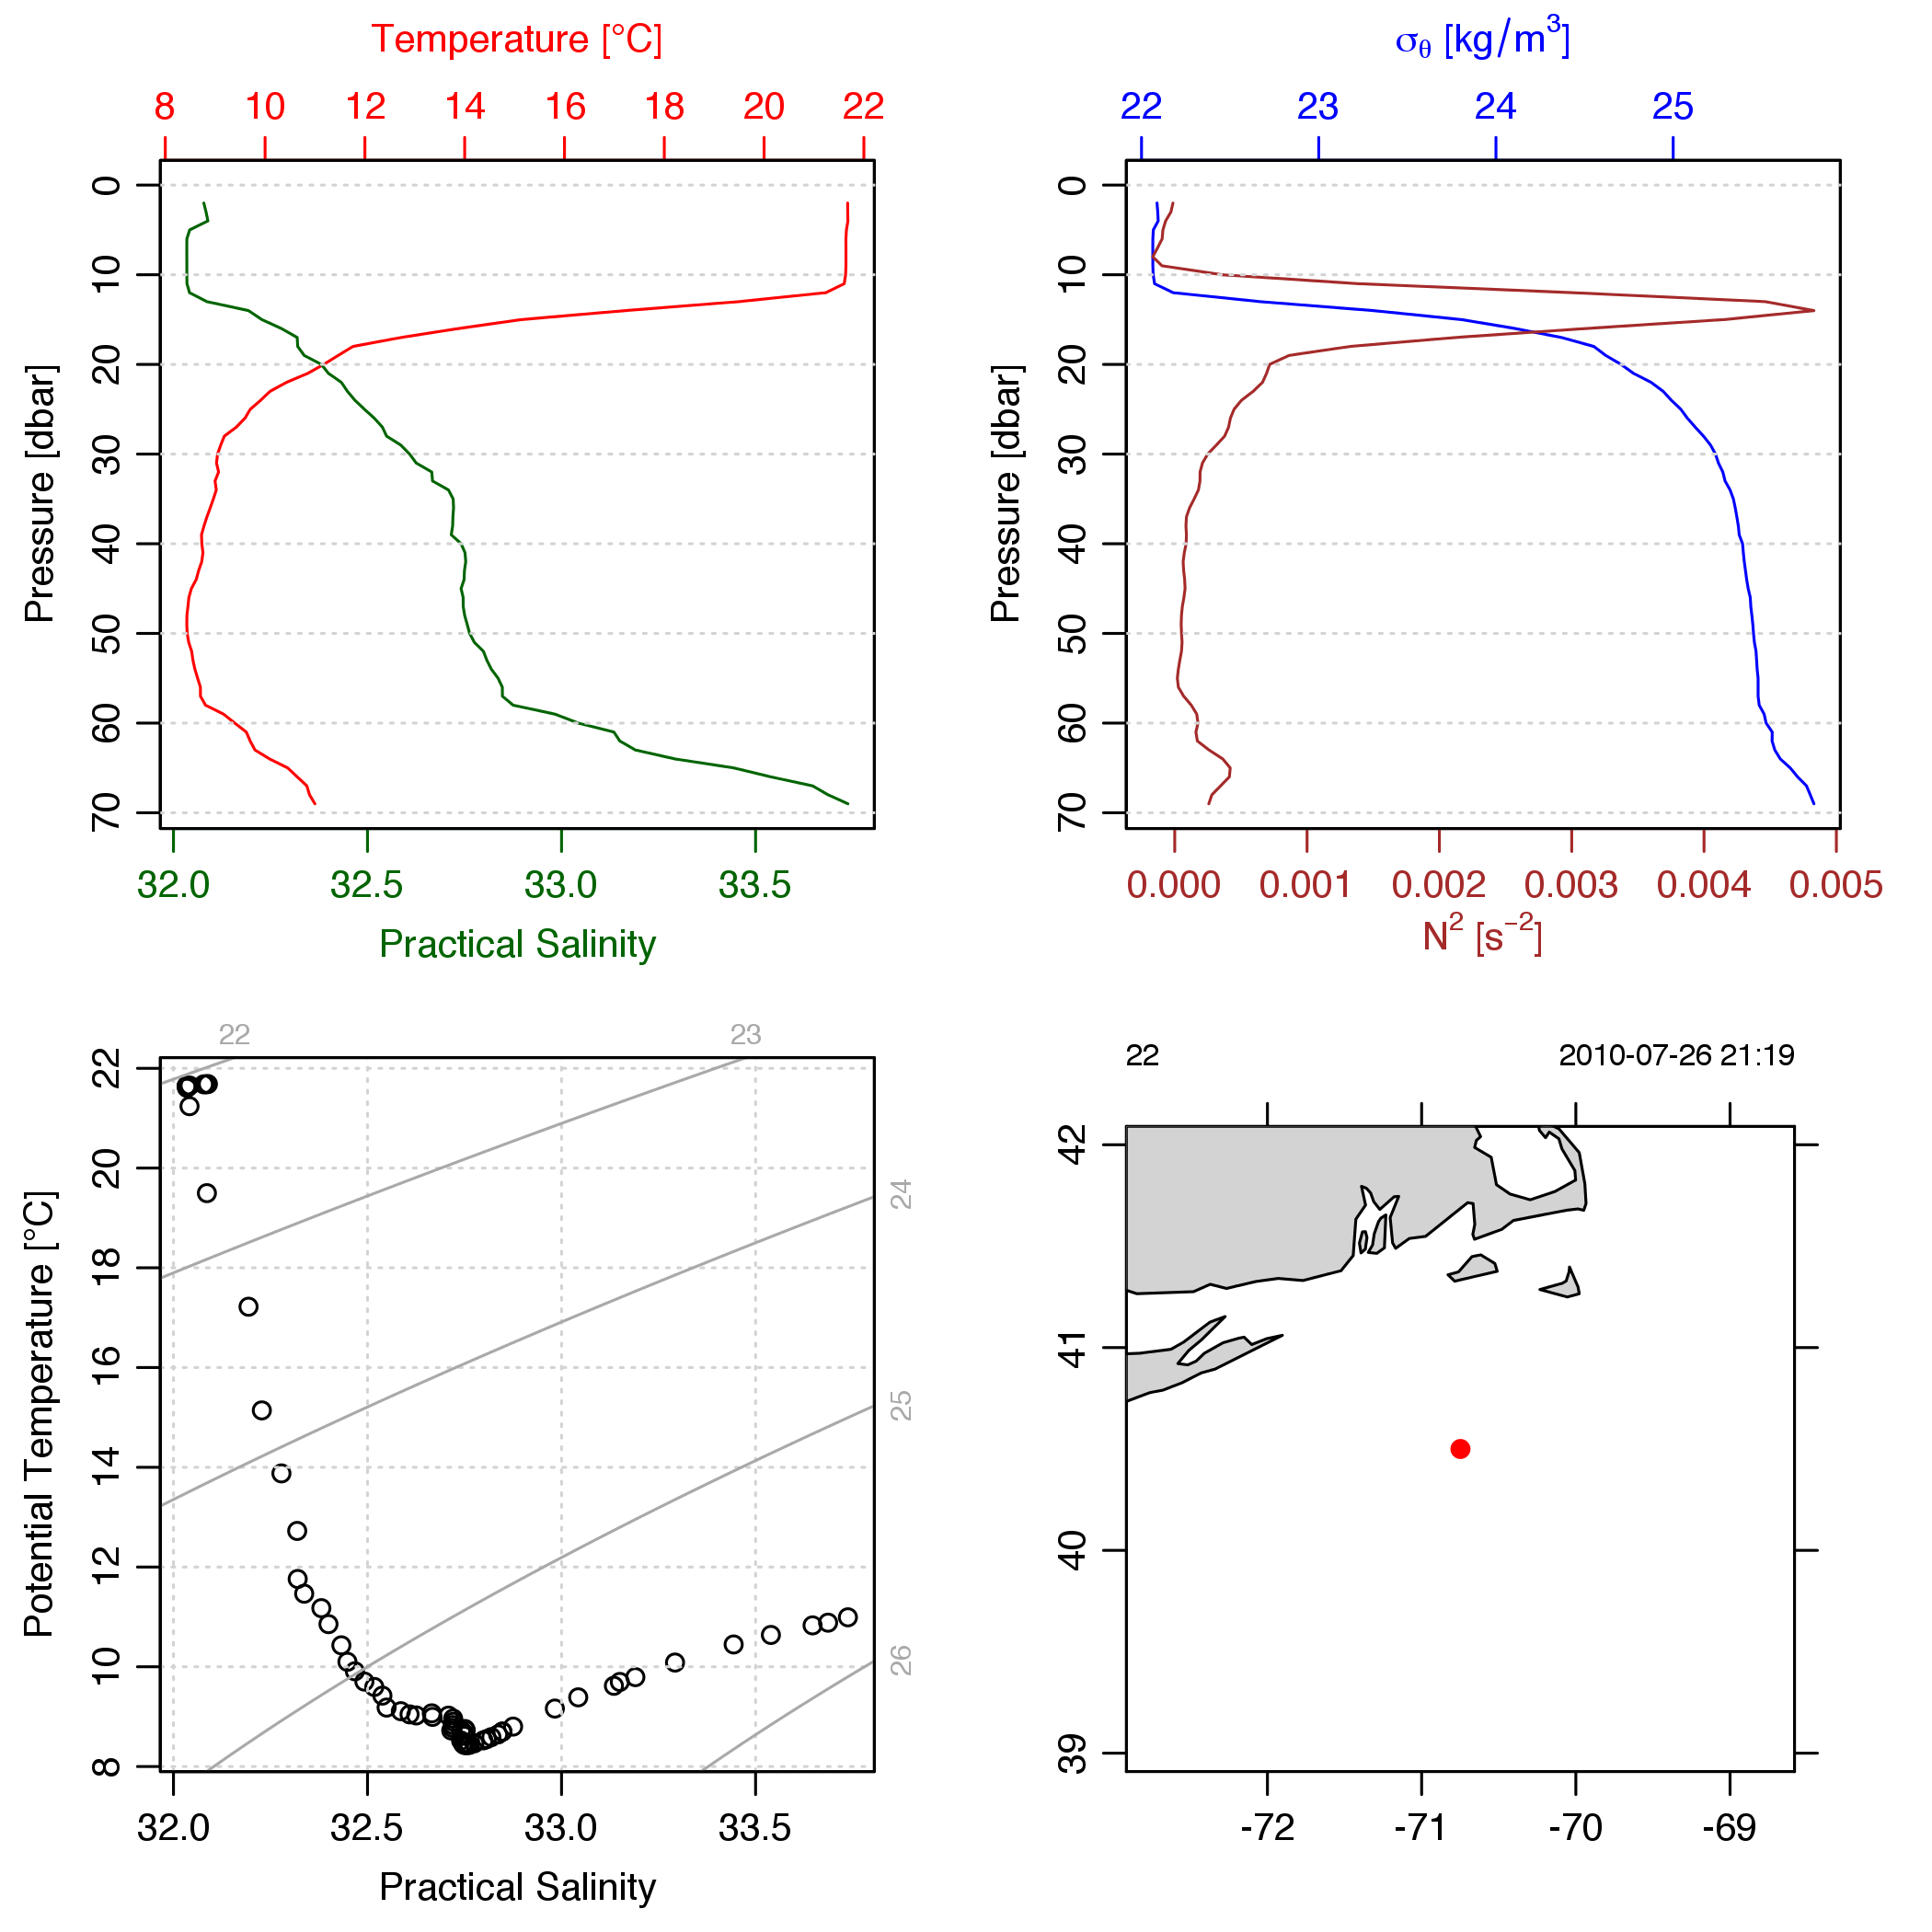 Temperature [°C]
8 10 12 14 16 18 20 22
Pressure [dbar]
0 10 20 30 40 50 60 70
32.0 32.5 33.0 33.5
Practical Salinity
σθ [kg/m³]
22 23 24 25
Pressure [dbar]
0 10 20 30 40 50 60 70
0.000 0.001 0.002 0.003 0.004 0.005
N² [s⁻²]
22 23
Potential Temperature [°C]
22 20 18 16 14 12 10 8
24
25
26
32.0 32.5 33.0 33.5
Practical Salinity
22 2010-07-26 21:19
42
41
40
39
-72 -71 -70 -69